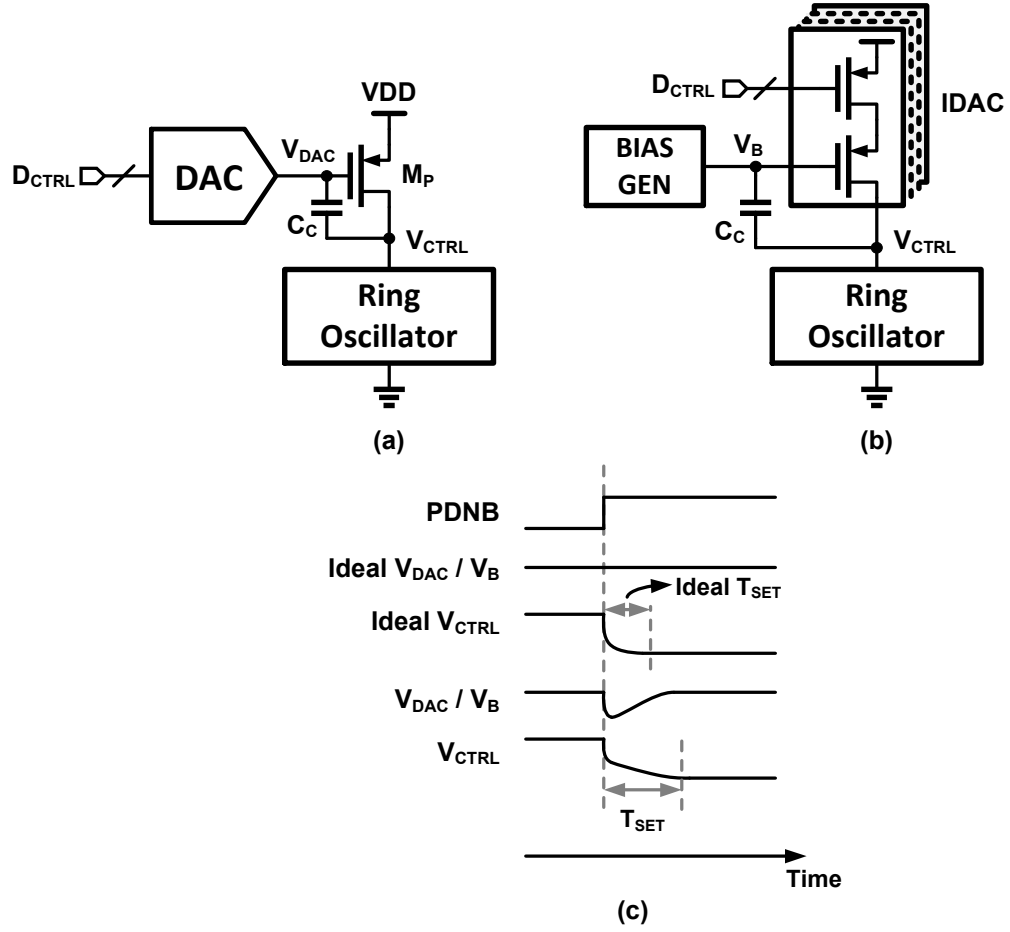 VDD
D_CTRL
DAC
V_DAC
M_P
C_C
V_CTRL
Ring
Oscillator
(a)
D_CTRL
IDAC
BIAS
GEN
V_B
C_C
V_CTRL
Ring
Oscillator
(b)
PDNB
Ideal V_DAC / V_B
Ideal T_SET
Ideal V_CTRL
V_DAC / V_B
V_CTRL
T_SET
Time
(c)